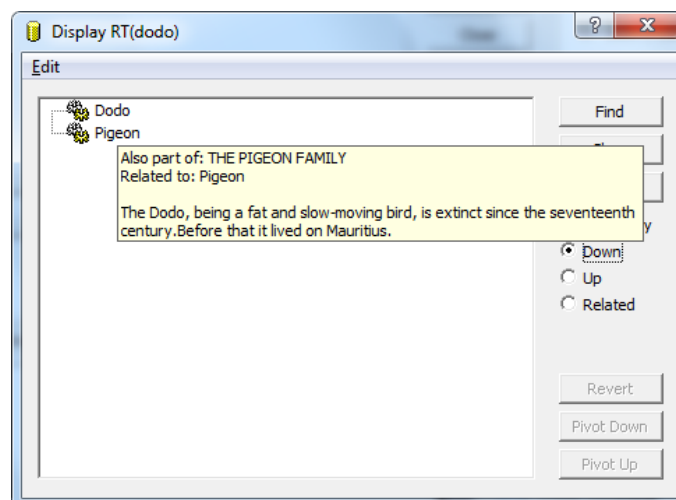 Display RT(dodo)
Edit
Dodo
Pigeon
Also part of: THE PIGEON FAMILY
Related to: Pigeon
The Dodo, being a fat and slow-moving bird, is extinct since the seventeenth
century.Before that it lived on Mauritius.
Find
Down
Up
Related
Revert
Pivot Down
Pivot Up